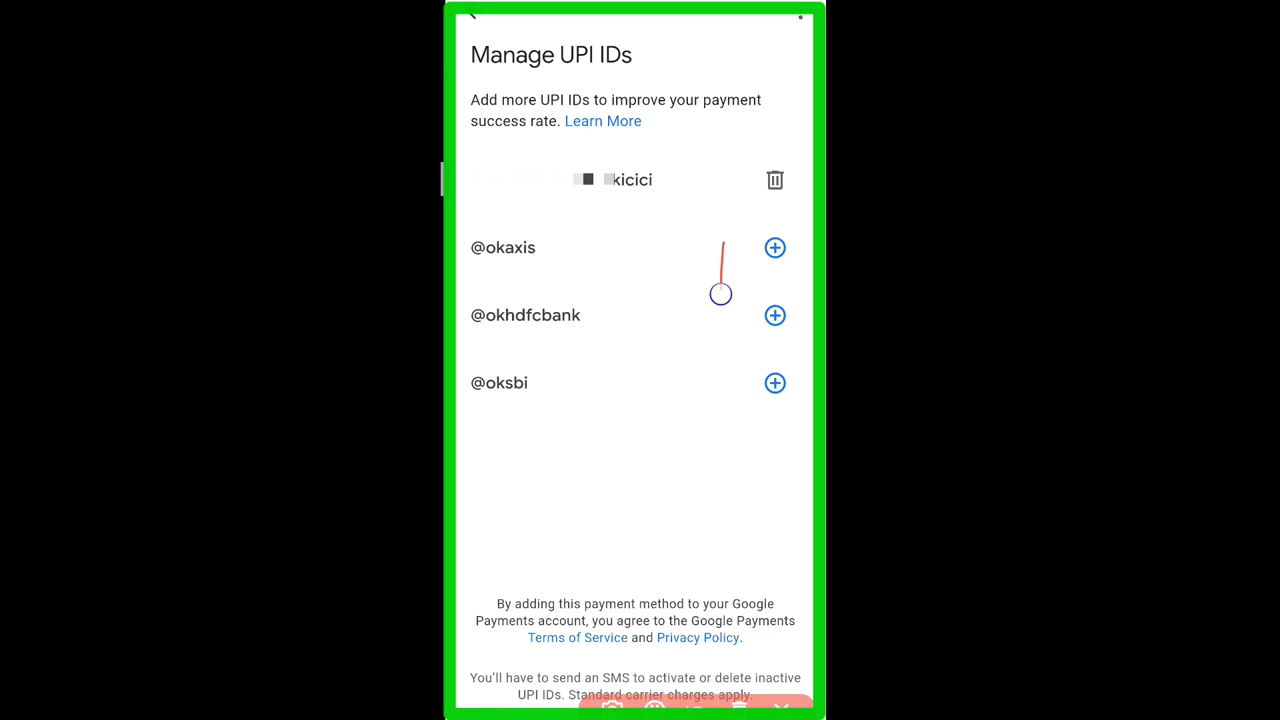 Manage UPI IDs
Add more UPI IDs to improve your payment
success rate. Learn More
kicici
@okaxis
@okhdfcbank
@oksbi
By adding this payment method to your Google
Payments account, you agree to the Google Payments
Terms of Service and Privacy Policy.
You'll have to send an SMS to activate or delete inactive
UPI IDs. Standard carrier charges apply.